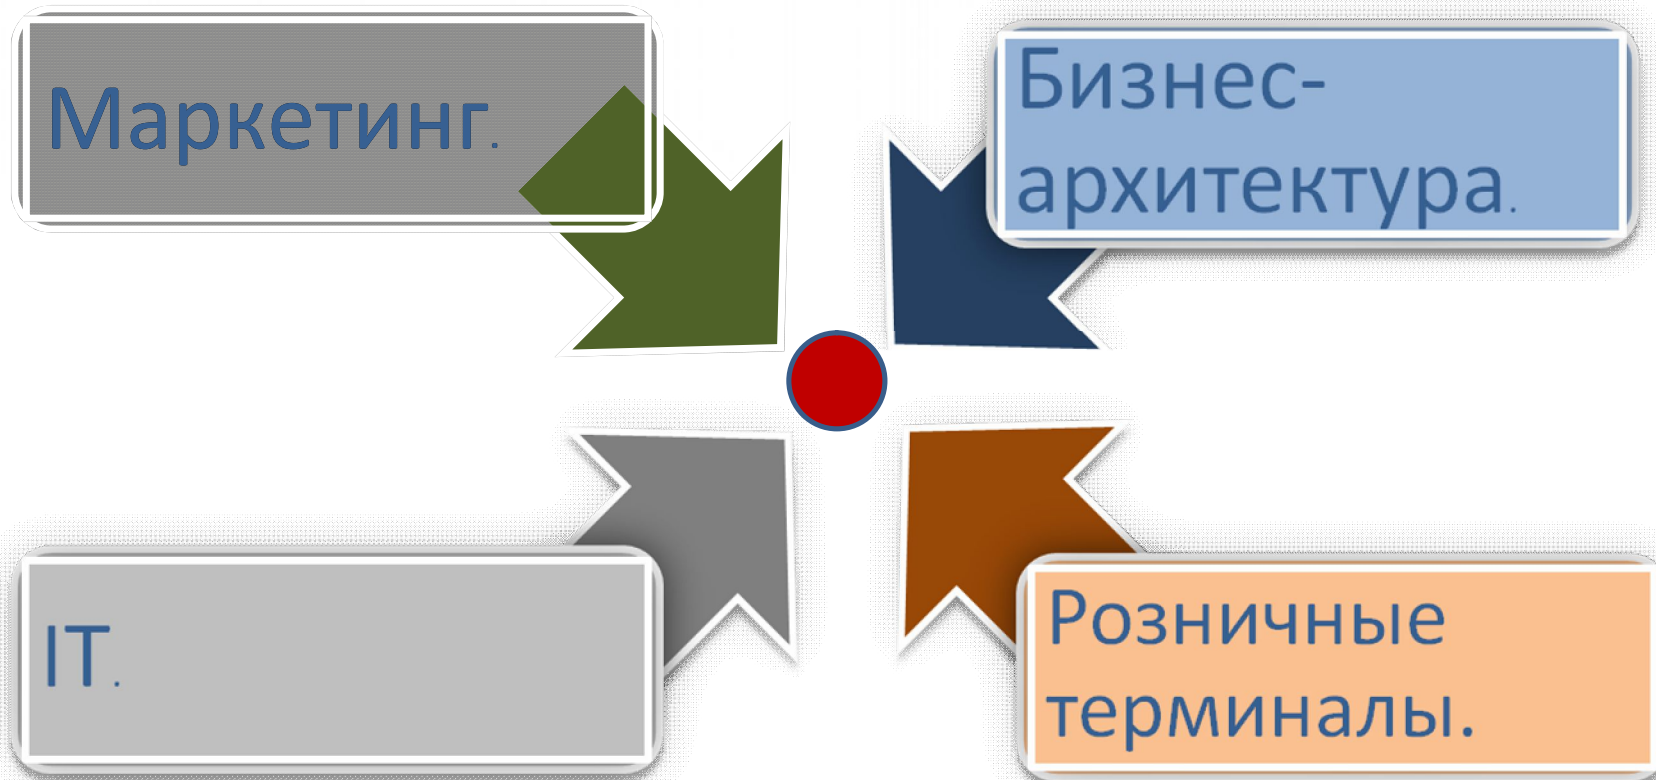 Маркетинг.
Бизнес-
архитектура.
IT.
Розничные
терминалы.